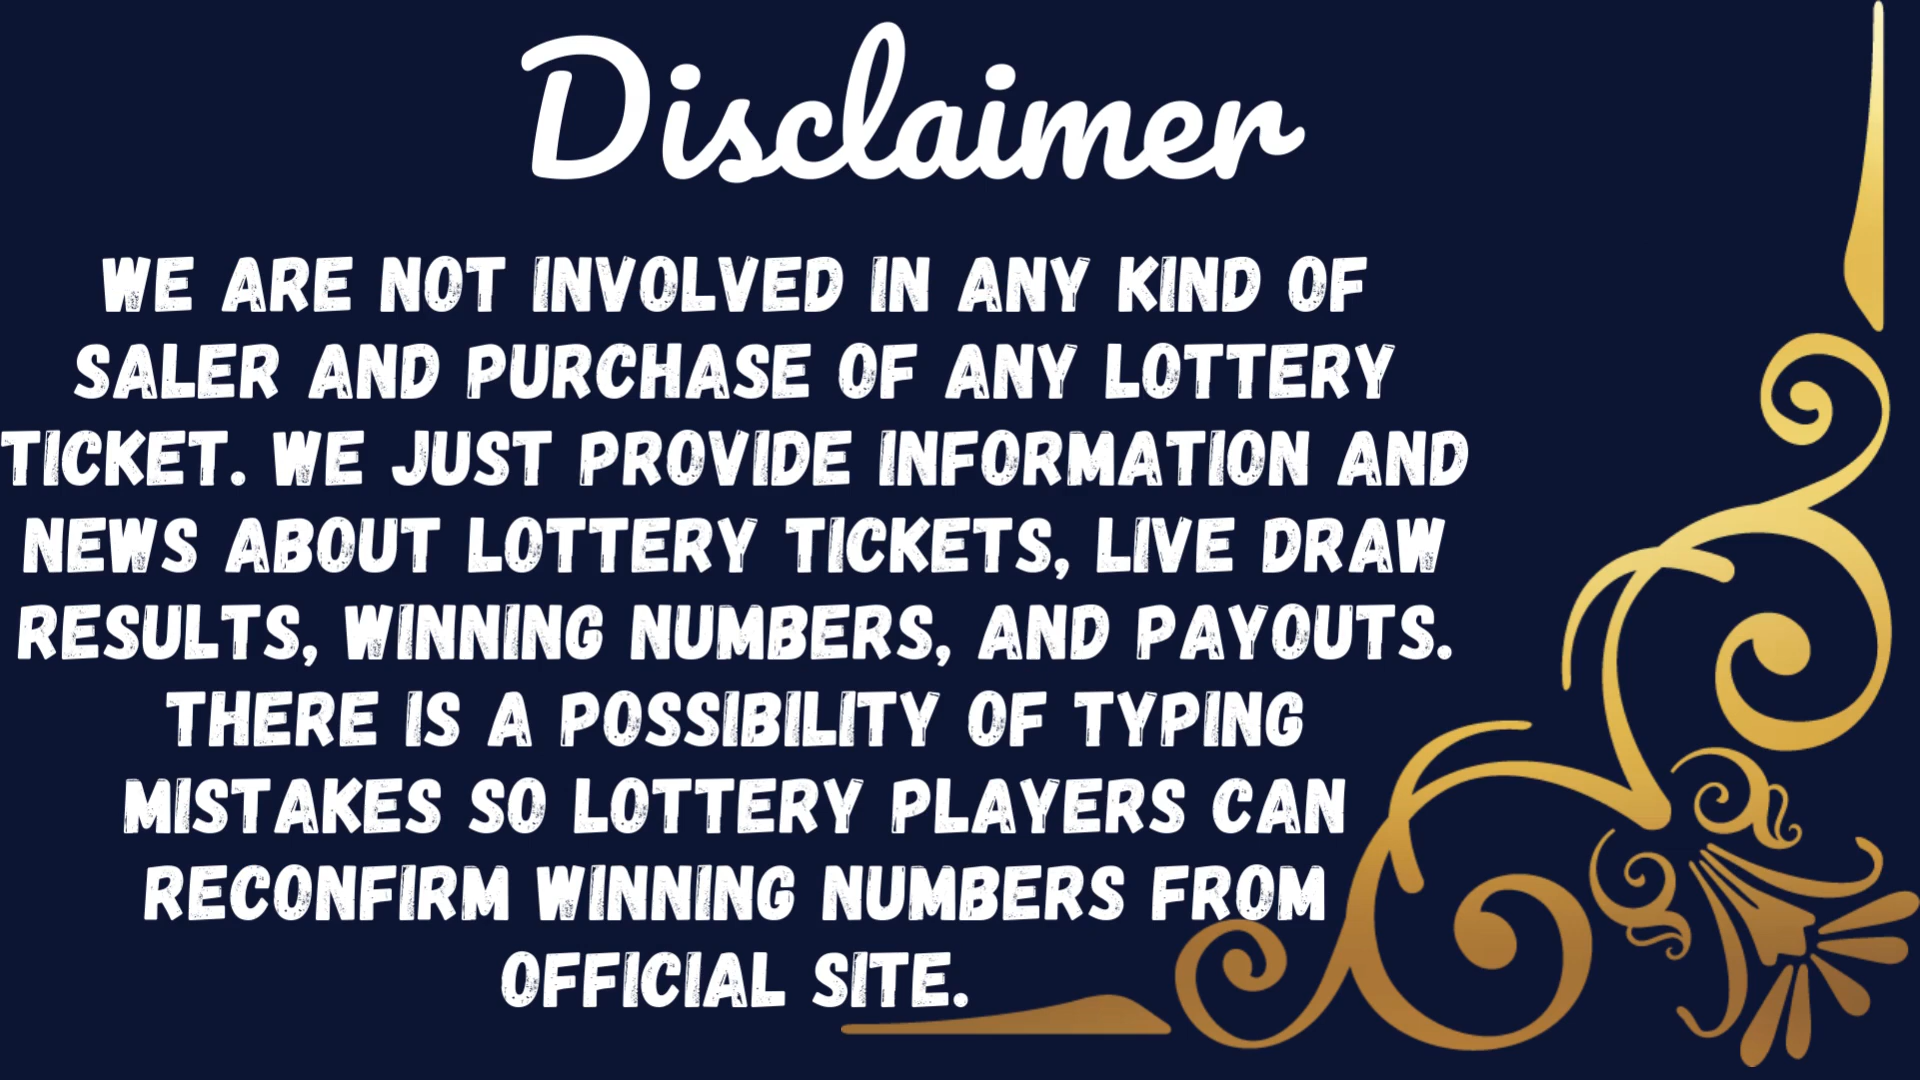 Disclaimer
WE ARE NOT INVOLVED IN ANY KIND OF
SALER AND PURCHASE OF ANY LOTTERY
TICKET. WE JUST PROVIDE INFORMATION AND
NEWS ABOUT LOTTERY TICKETS, LIVE DRAW
RESULTS, WINNING NUMBERS, AND PAYOUTS.
THERE IS A POSSIBILITY OF TYPING
MISTAKES SO LOTTERY PLAYERS CAN
RECONFIRM WINNING NUMBERS FROM
OFFICIAL SITE.